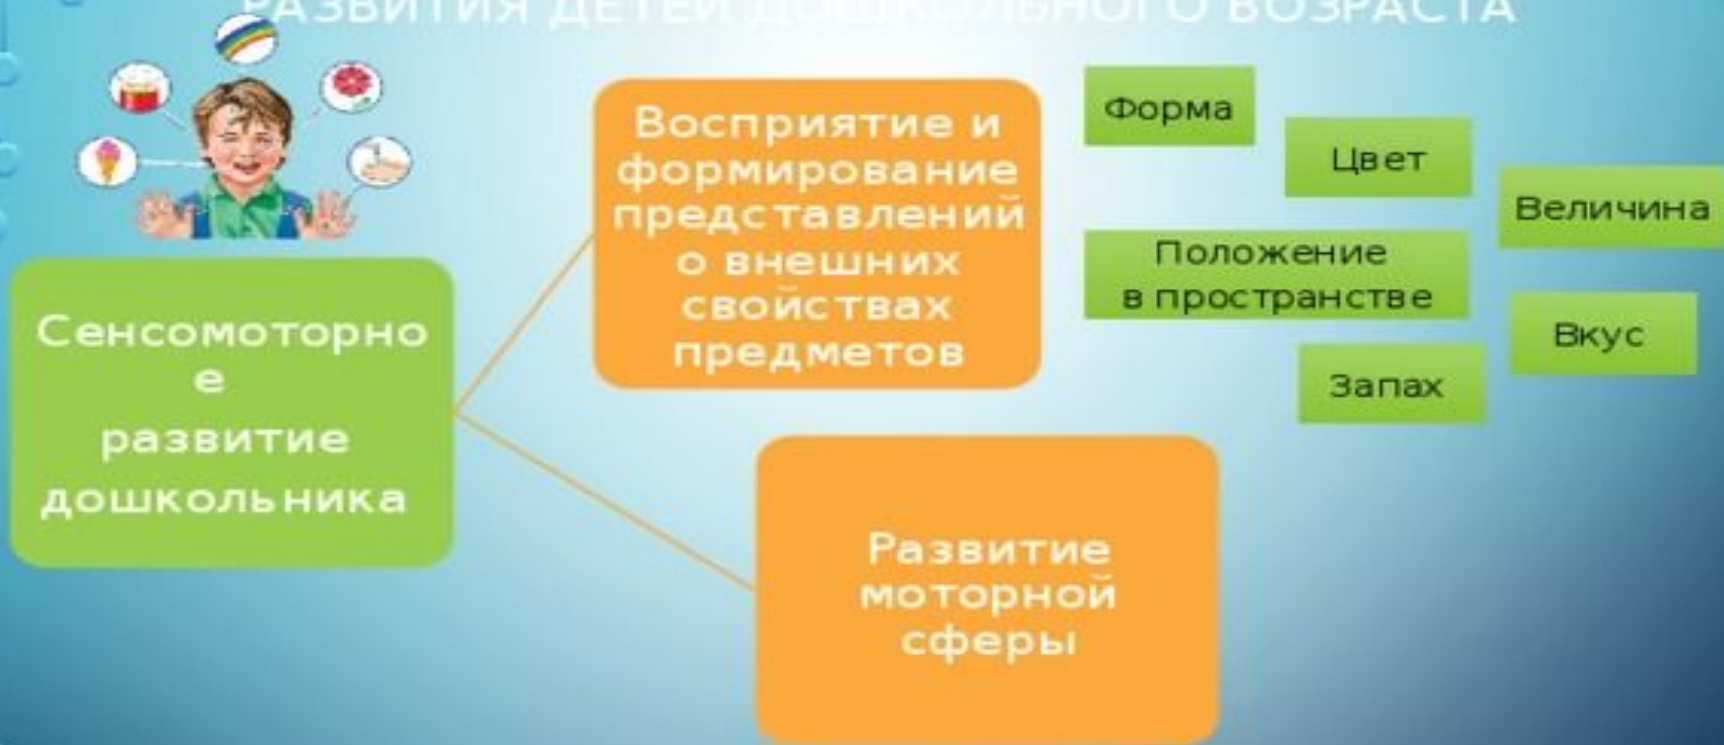 РАЗВИТИЯ ДЕТЕЙ ДОШКОЛЬНОГО ВОЗРАСТА
Сенсомоторно
е
развитие
дошкольника
Восприятие и
формирование
представлений
о внешних
свойствах
предметов
Развитие
моторной
сферы
Форма
Цвет
Величина
Положение
в пространстве
Вкус
Запах